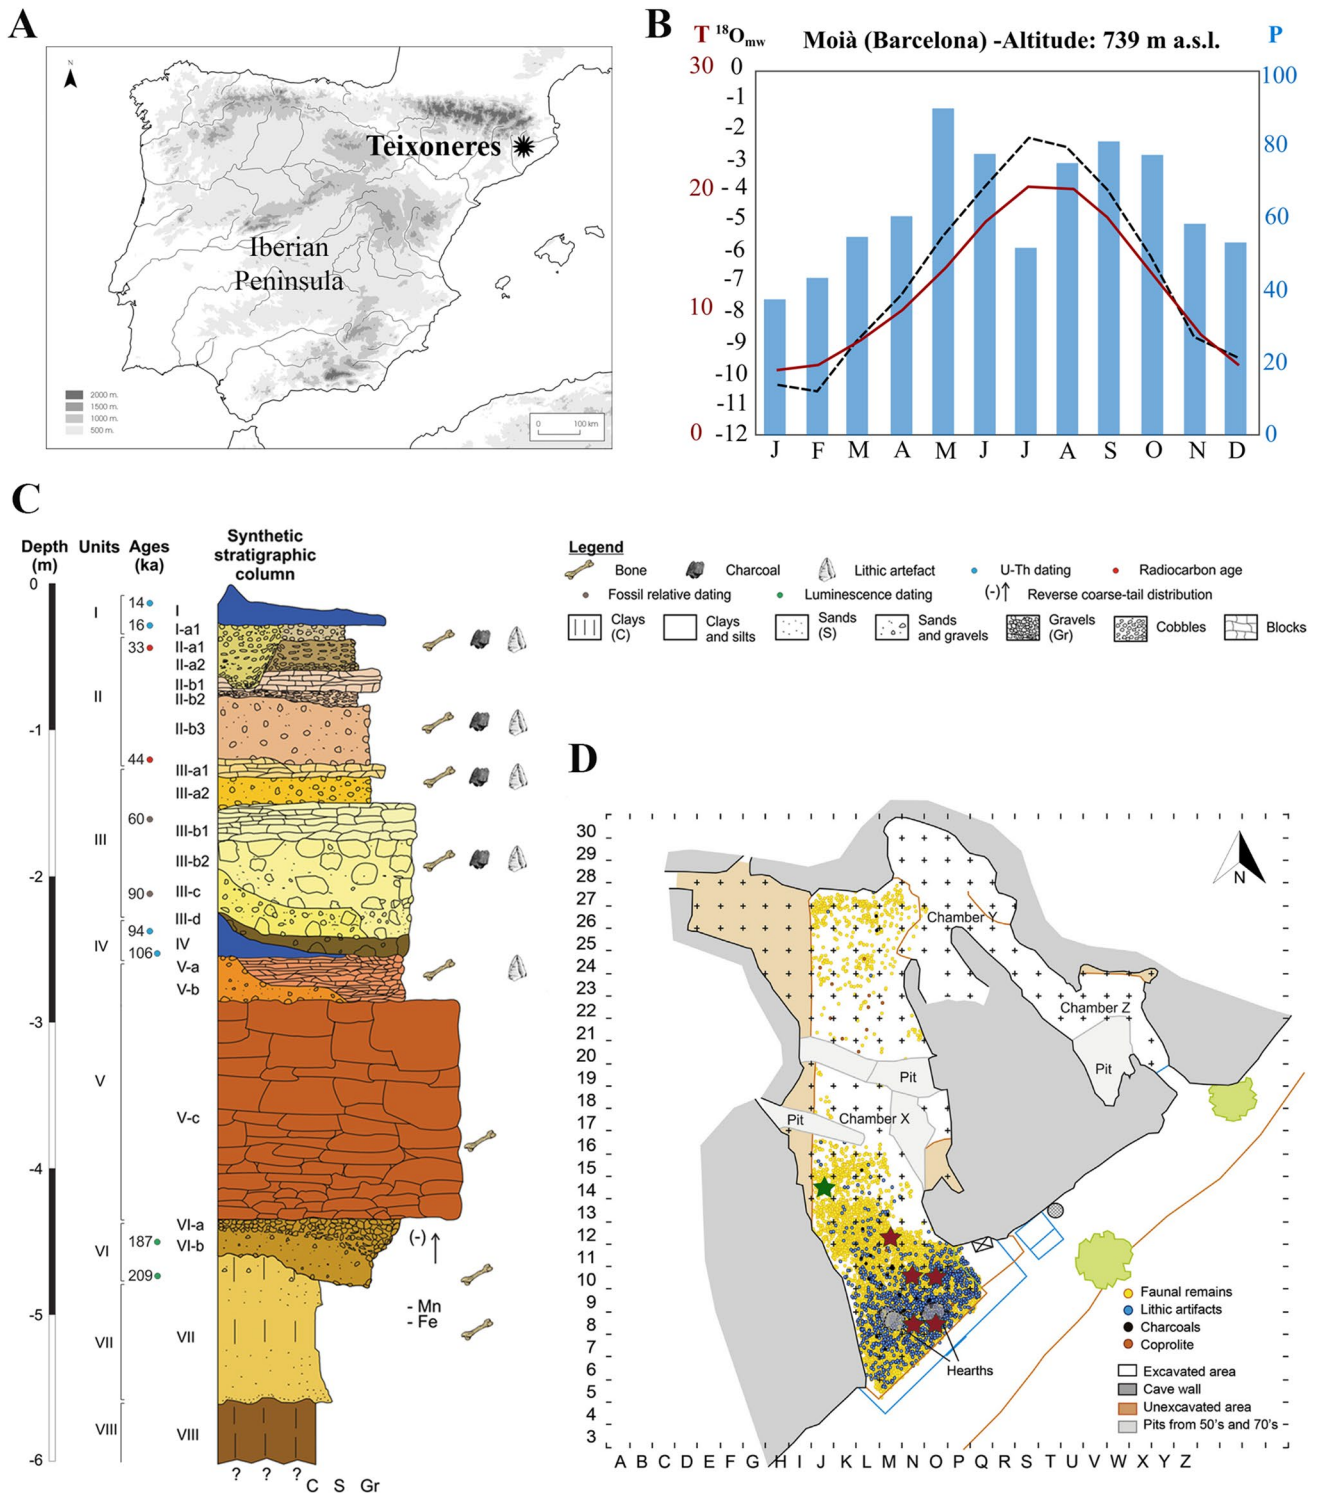 A
N
Teixoneres
Iberian
Peninsula
2000 m.
1500 m.
1000 m.
500 m.
0 100 km
B
T 18Omw Moià (Barcelona) -Altitude: 739 m a.s.l. P
30 0 100
-1
-2 80
-3
20 -4
-5 60
-6
-7 40
10 -8
-9 20
-10
-11
0 -12 0
J F M A M J J A S O N D
C
Depth (m)
Units
Ages (ka)
Synthetic
stratigraphic
column
0
-1
-2
-3
-4
-5
-6
I
II
III
IV
V
VI
VII
VIII
14
16
33
44
60
90
94
106
187
209
I
I-a1
II-a1
II-a2
II-b1
II-b2
II-b3
III-a1
III-a2
III-b1
III-b2
III-c
III-d
IV
V-a
V-b
V-c
VI-a
VI-b
VII
VIII
(-)
- Mn
- Fe
? ? ?
C S Gr
Legend
Bone Charcoal Lithic artefact U-Th dating Radiocarbon age
Fossil relative dating Luminescence dating (-) Reverse coarse-tail distribution
Clays (C)
Clays and silts
Sands (S)
Sands and gravels
Gravels (Gr)
Cobbles
Blocks
D
30
29
28
27
26
25
24
23
22
21
20
19
18
17
16
15
14
13
12
11
10
9
8
7
6
5
4
3
A B C D E F G H I J K L M N O P Q R S T U V W X Y Z
N
Chamber Y
Chamber Z
Pit
Pit
Chamber X
Pit
Hearths
Faunal remains
Lithic artifacts
Charcoals
Coprolite
Excavated area
Cave wall
Unexcavated area
Pits from 50's and 70's